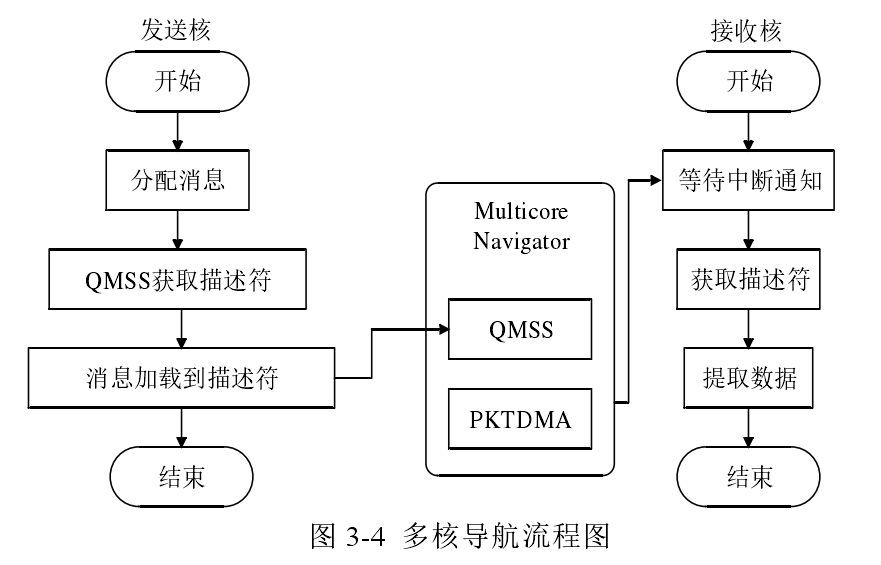 发送核
开始
分配消息
QMSS获取描述符
消息加载到描述符
结束
Multicore
Navigator
QMSS
PKTDMA
接收核
开始
等待中断通知
获取描述符
提取数据
结束
图 3-4 多核导航流程图